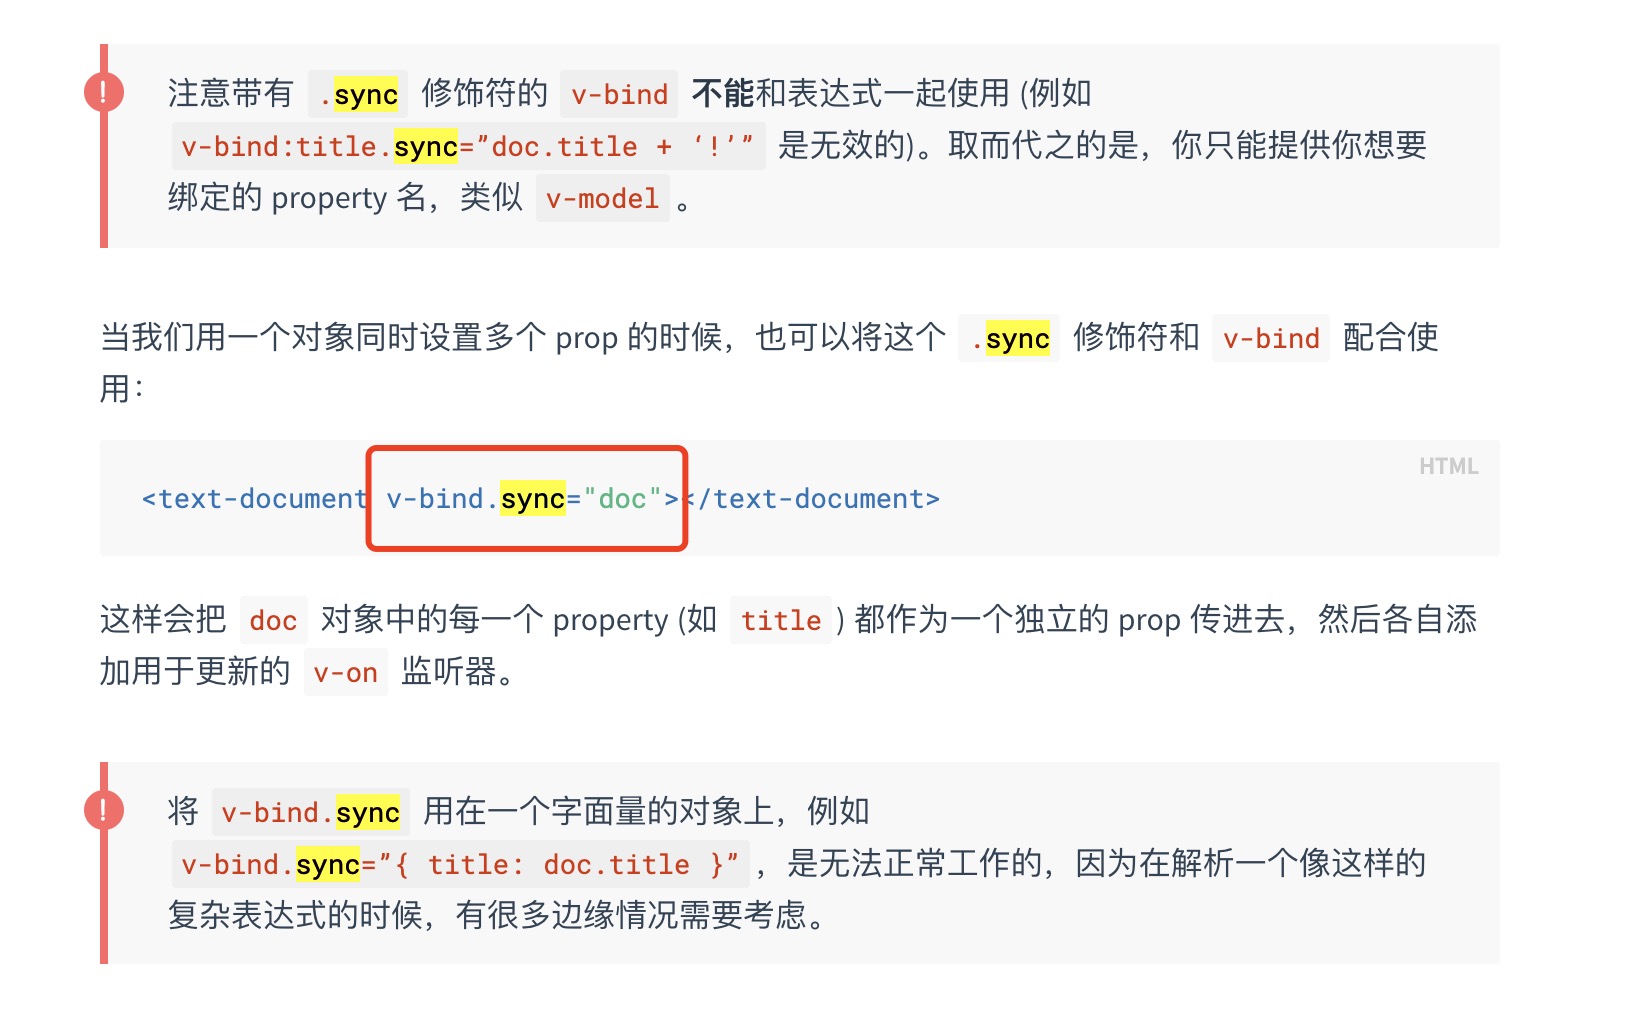 注意带有 .sync 修饰符的 v-bind 不能和表达式一起使用 (例如
v-bind:title.sync=”doc.title + ‘!’” 是无效的)。取而代之的是，你只能提供你想要
绑定的 property 名，类似 v-model 。
当我们用一个对象同时设置多个 prop 的时候，也可以将这个 .sync 修饰符和 v-bind 配合使
用：
HTML
<text-document v-bind.sync="doc"></text-document>
这样会把 doc 对象中的每一个 property (如 title ) 都作为一个独立的 prop 传进去，然后各自添
加用于更新的 v-on 监听器。
将 v-bind.sync 用在一个字面量的对象上，例如
v-bind.sync=”{ title: doc.title }” ，是无法正常工作的，因为在解析一个像这样的
复杂表达式的时候，有很多边缘情况需要考虑。